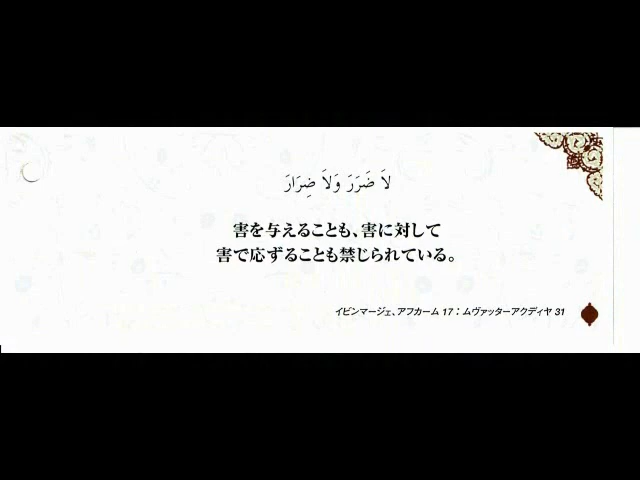 لاَ ضَرَرَ وَلاَ ضِرَارَ
害を与えることも、害に対して
害で応ずることも禁じられている。
イビンマージェ、アフカーム 17：ムヴァッターアクディヤ 31